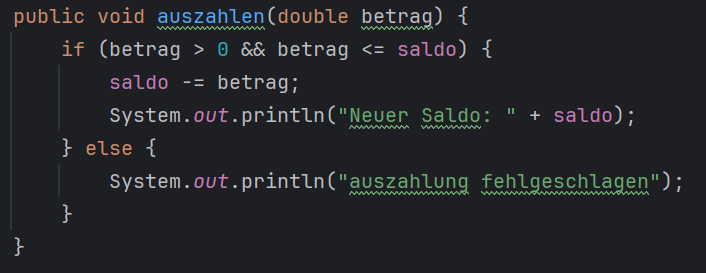 public void auszahlen(double betrag) {
    if (betrag > 0 && betrag <= saldo) {
        saldo -= betrag;
        System.out.println("Neuer Saldo: " + saldo);
    } else {
        System.out.println("auszahlung fehlgeschlagen");
    }
}